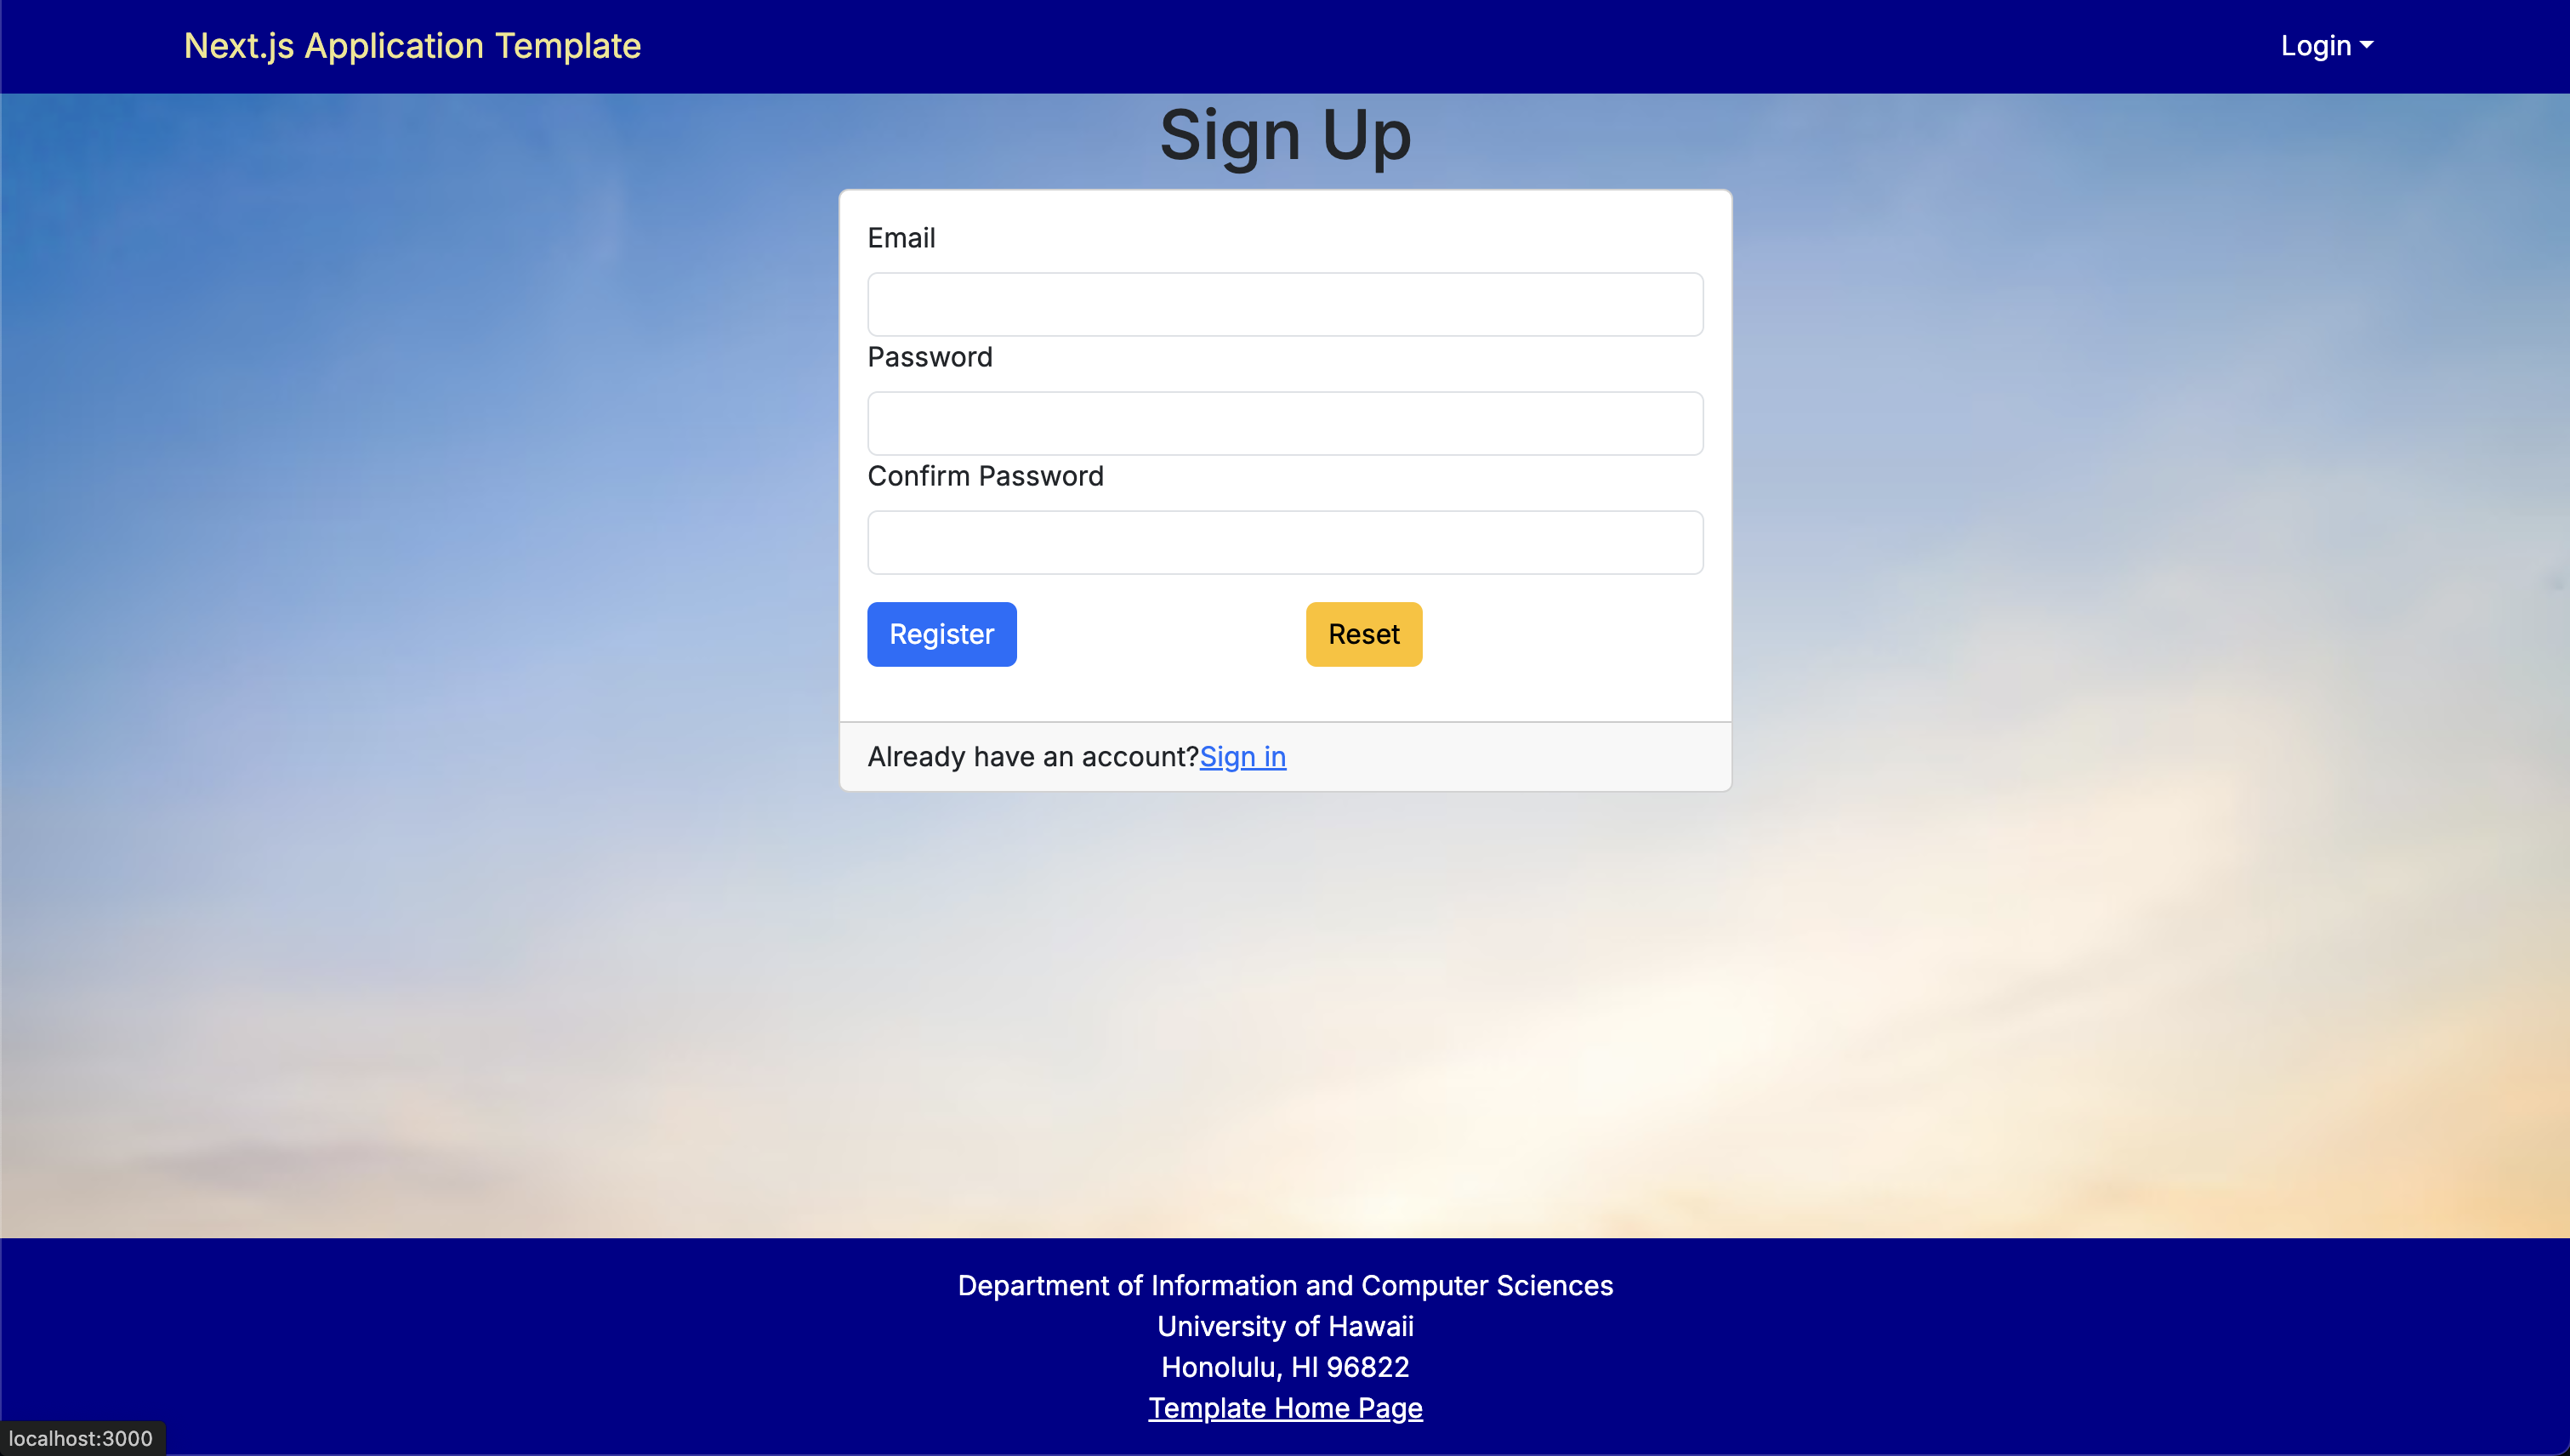 Next.js Application Template
Login
Sign Up
Email
Password
Confirm Password
Register
Reset
Already have an account?Sign in
Department of Information and Computer Sciences
University of Hawaii
Honolulu, HI 96822
Template Home Page
localhost:3000